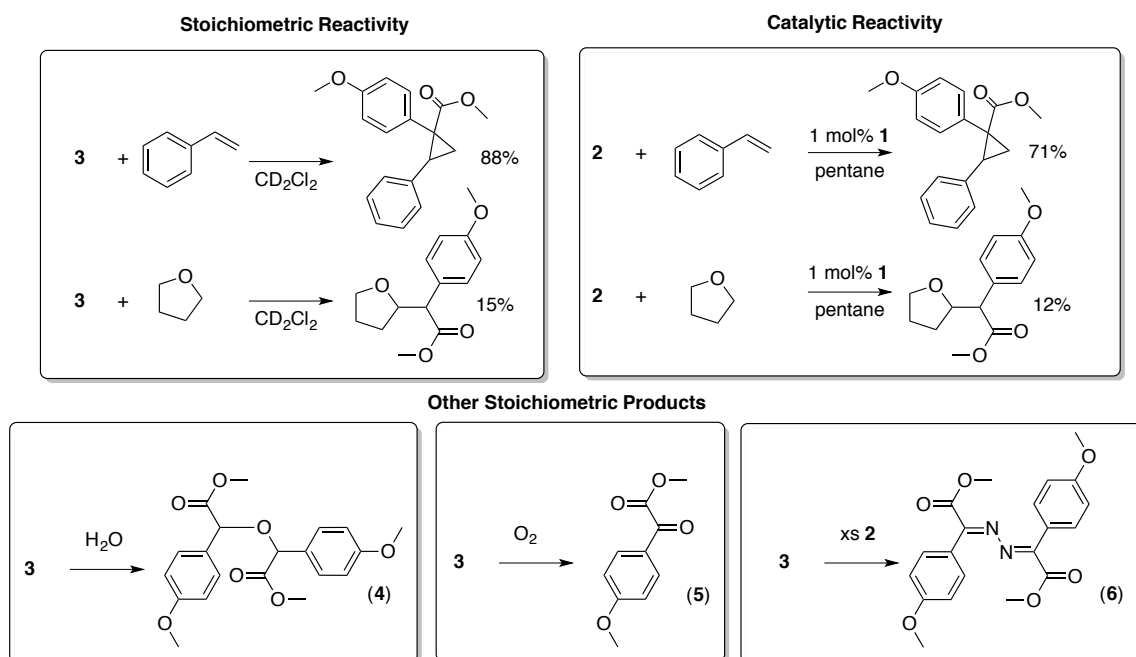 Stoichiometric Reactivity
Catalytic Reactivity
3 + CD2Cl2 88%
O O O
2 + 1 mol% 1 pentane 71%
O O O
3 + O CD2Cl2 15%
O O O O
2 + O 1 mol% 1 pentane 12%
O O O O
Other Stoichiometric Products
3 H2O (4)
O O O O O O O
3 O2 (5)
O O O O
3 xs 2 (6)
O O O N N O O O